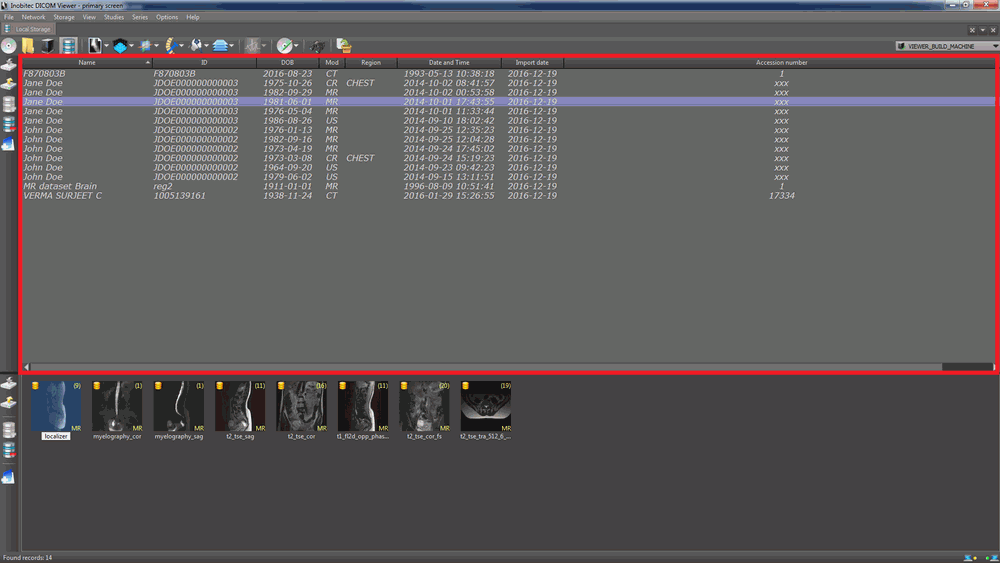 Inobitec DICOM Viewer - primary screen
File Network Storage View Studies Series Options Help
Local Storage
VIEWER_BUILD_MACHINE
Name ID DOB Mod Region Date and Time Import date Accession number
F870803B F870803B 2016-08-23 CT 1993-05-13 10:38:18 2016-12-19 1
Jane Doe JDOE000000000003 1975-10-26 CR CHEST 2014-10-02 08:41:57 2016-12-19 xxx
Jane Doe JDOE000000000003 1982-09-29 MR 2014-10-02 00:53:58 2016-12-19 xxx
Jane Doe JDOE000000000003 1981-06-01 MR 2014-10-01 17:43:55 2016-12-19 xxx
Jane Doe JDOE000000000003 1976-05-04 MR 2014-10-01 11:33:44 2016-12-19 xxx
Jane Doe JDOE000000000003 1986-08-26 US 2014-09-10 18:02:42 2016-12-19 xxx
John Doe JDOE000000000002 1976-01-13 MR 2014-09-25 12:35:23 2016-12-19 xxx
John Doe JDOE000000000002 1982-09-16 MR 2014-09-25 12:04:28 2016-12-19 xxx
John Doe JDOE000000000002 1973-04-19 MR 2014-09-24 17:45:02 2016-12-19 xxx
John Doe JDOE000000000002 1973-03-08 CR CHEST 2014-09-24 15:19:23 2016-12-19 xxx
John Doe JDOE000000000002 1964-09-20 US 2014-09-23 09:42:23 2016-12-19 xxx
John Doe JDOE000000000002 1979-06-02 US 2014-09-15 13:11:51 2016-12-19 xxx
MR dataset Brain reg2 1911-01-01 MR 1996-08-09 10:51:41 2016-12-19 1
VERMA SURJEET C 1005139161 1938-11-24 CT 2016-01-29 15:26:55 2016-12-19 17334
(9) (1) (1) (11) (16) (11) (20) (19)
MR MR MR MR MR MR MR MR
localizer myelography_cor myelography_sag t2_tse_sag t2_tse_cor t1_fl2d_opp_phas... t2_tse_cor_fs t2_tse_tra_512_6_...
Found records: 14